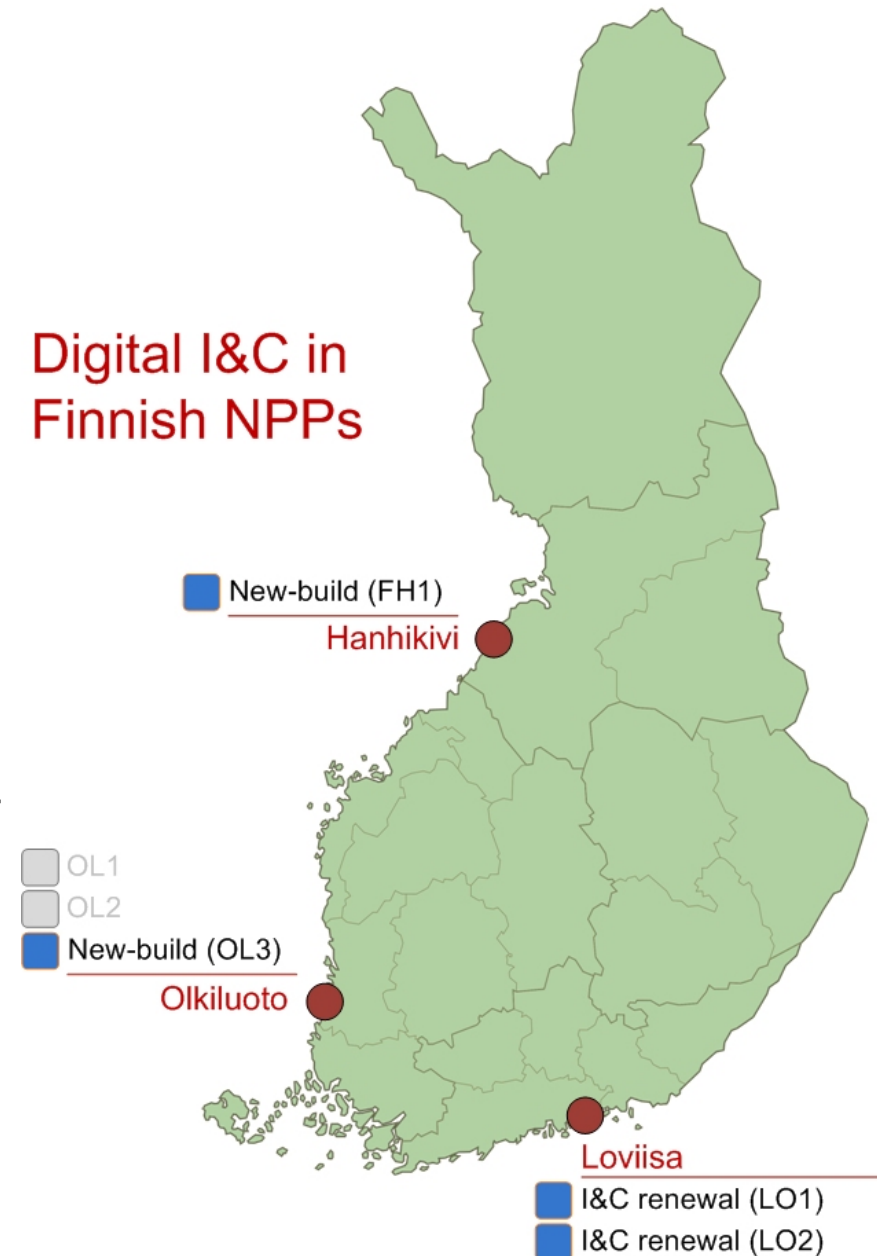 Digital I&C in
Finnish NPPs
New-build (FH1)
Hanhikivi
OL1
OL2
New-build (OL3)
Olkiluoto
Loviisa
I&C renewal (LO1)
I&C renewal (LO2)